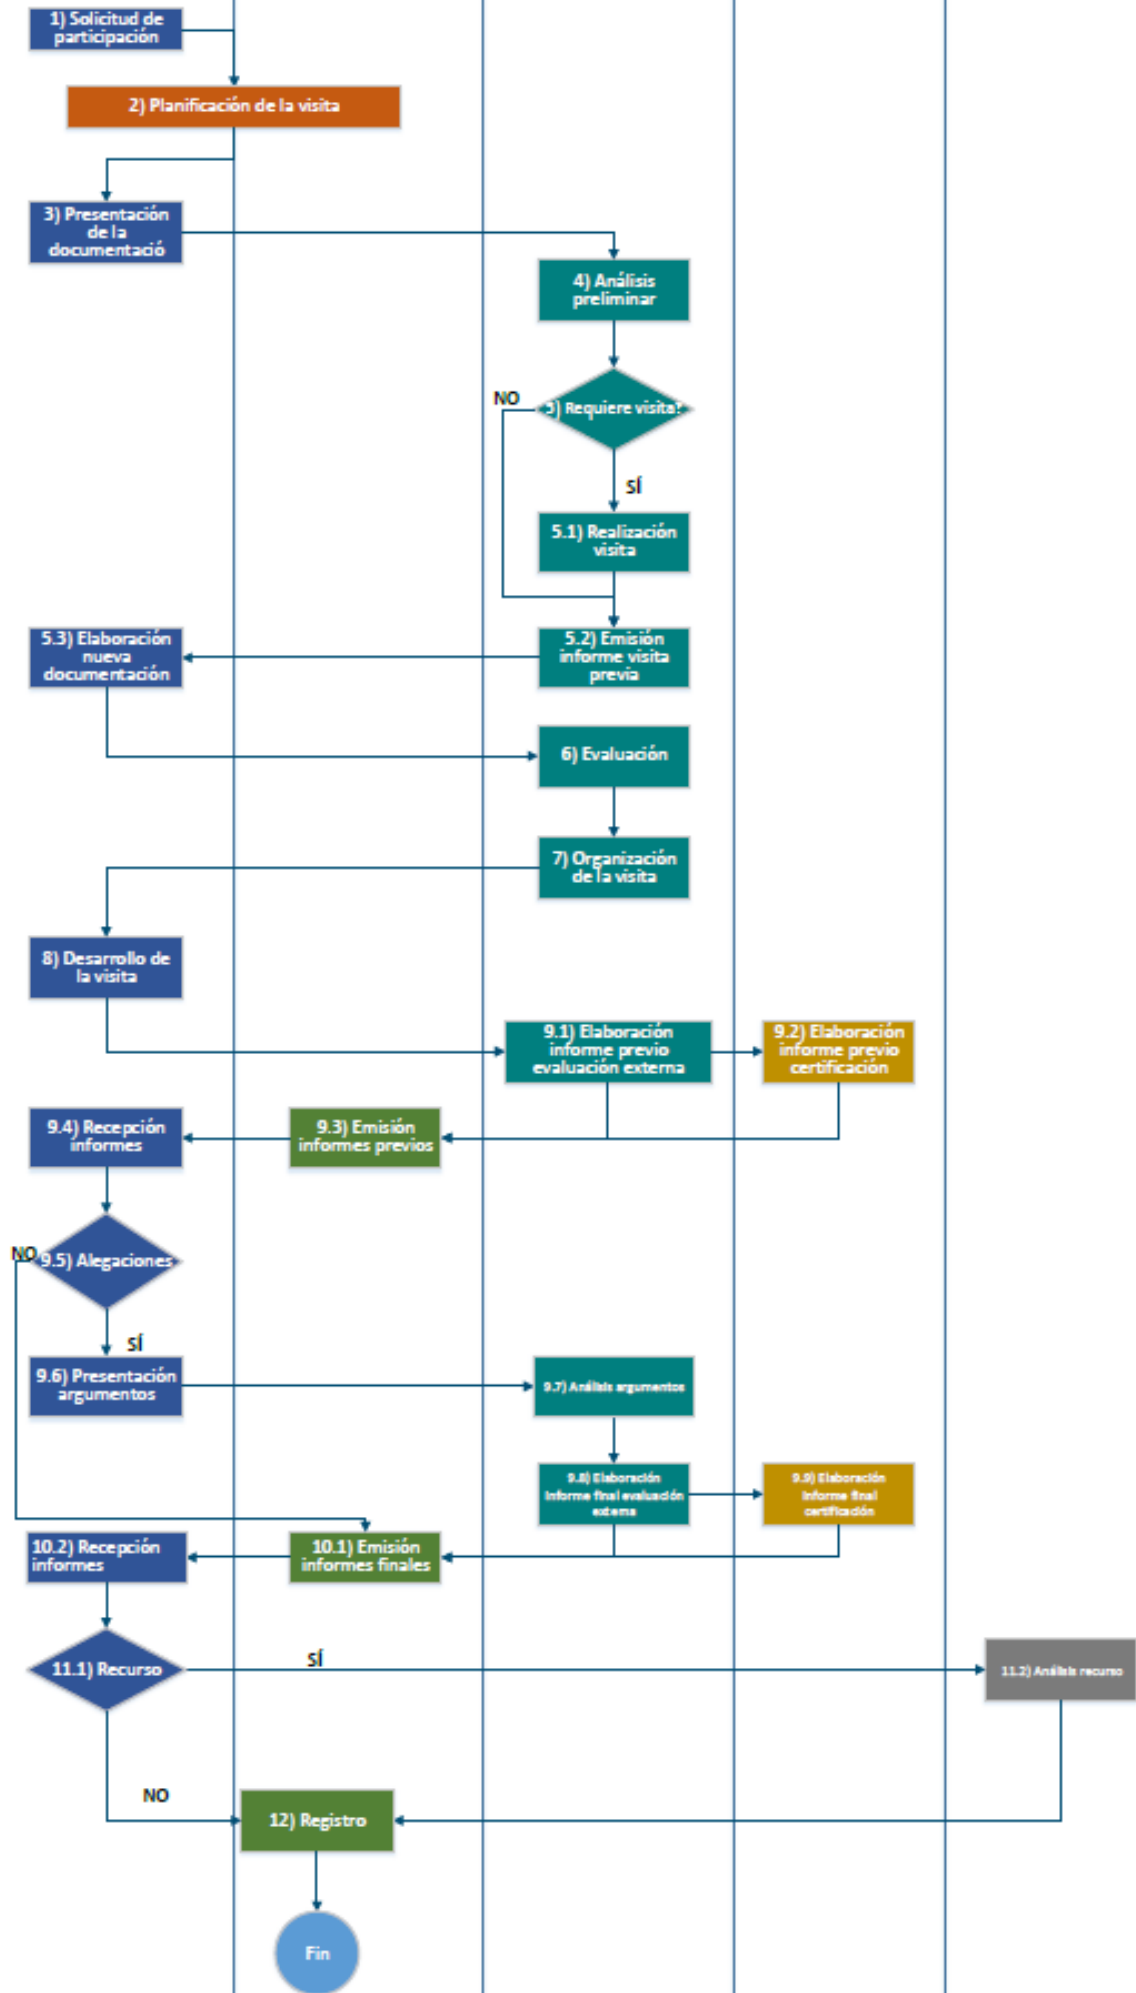 1) Solicitud de
participación
2) Planificación de la visita
3) Presentación
de la
documentació
4) Análisis
preliminar
NO
5) Requiere visita?
SÍ
5.1) Realización
visita
5.3) Elaboración
nueva
documentación
5.2) Emisión
informe visita
previa
6) Evaluación
7) Organización
de la visita
8) Desarrollo de
la visita
9.1) Elaboración
informe previo
evaluación externa
9.2) Elaboración
informe previo
certificación
9.4) Recepción
informes
9.3) Emisión
informes previos
NO
9.5) Alegaciones
SÍ
9.6) Presentación
argumentos
9.7) Análisis argumentos
9.8) Elaboración
informe final evaluación
externa
9.9) Elaboración
informe final
certificación
10.2) Recepción
informes
10.1) Emisión
informes finales
11.1) Recurso
SÍ
11.2) Análisis recurso
NO
12) Registro
Fin